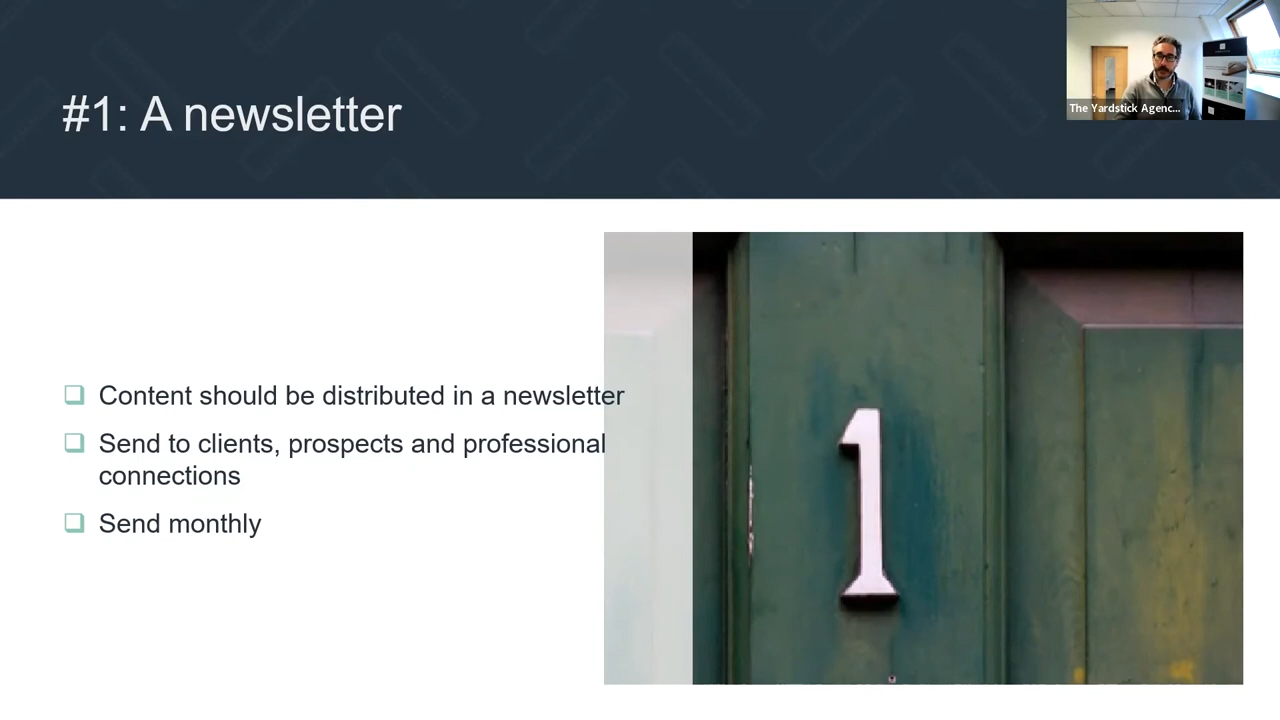 #1: A newsletter
The Yardstick Agenc...
Content should be distributed in a newsletter
Send to clients, prospects and professional
connections
Send monthly
1